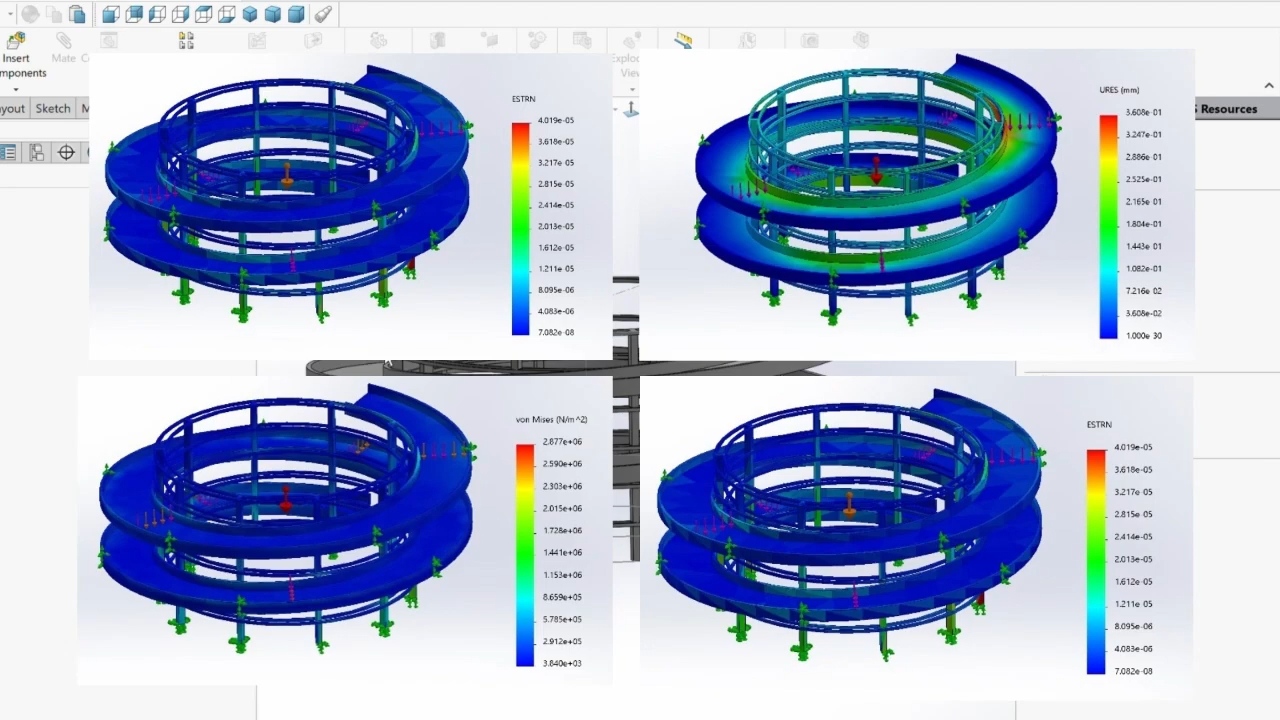 Insert
Mate
mponents
yout
Sketch
M
Resources
ESTRN
4.019e-05
3.618e-05
3.217e-05
2.815e-05
2.414e-05
2.013e-05
1.612e-05
1.211e 05
8.095e-06
4.083e-06
7.082e-08
URES (mm)
3.608e-01
3.247e-01
2.886e 01
2.525e-01
2.165e 01
1.804e-01
1.443e 01
1.082e-01
7.216e 02
3.608e-02
1.000e 30
von Mises (N/m^2)
2.877e+06
2.590e+06
2.303e+06
2.015e+06
1.728e+06
1.441e+06
1.153e+06
8.659e+05
5.785e+05
2.912e+05
3.840e+03
ESTRN
4.019e-05
3.618e-05
3.217e-05
2.815e-05
2.414e-05
2.013e-05
1.612e-05
1.211e 05
8.095e-06
4.083e-06
7.082e-08